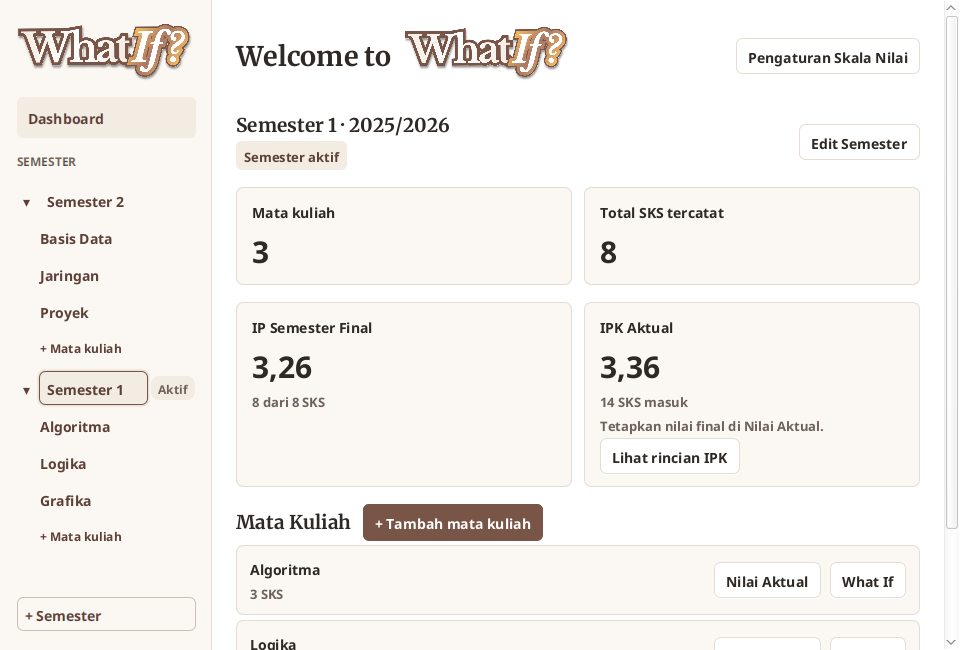 WhatIf?
Dashboard
SEMESTER
▼ Semester 2
Basis Data
Jaringan
Proyek
+ Mata kuliah
▼ Semester 1 Aktif
Algoritma
Logika
Grafika
+ Mata kuliah
+ Semester
Welcome to WhatIf?
Pengaturan Skala Nilai
Semester 1 · 2025/2026
Semester aktif
Edit Semester
Mata kuliah
3
Total SKS tercatat
8
IP Semester Final
3,26
8 dari 8 SKS
IPK Aktual
3,36
14 SKS masuk
Tetapkan nilai final di Nilai Aktual.
Lihat rincian IPK
Mata Kuliah
+ Tambah mata kuliah
Algoritma
3 SKS
Nilai Aktual
What If
Logika